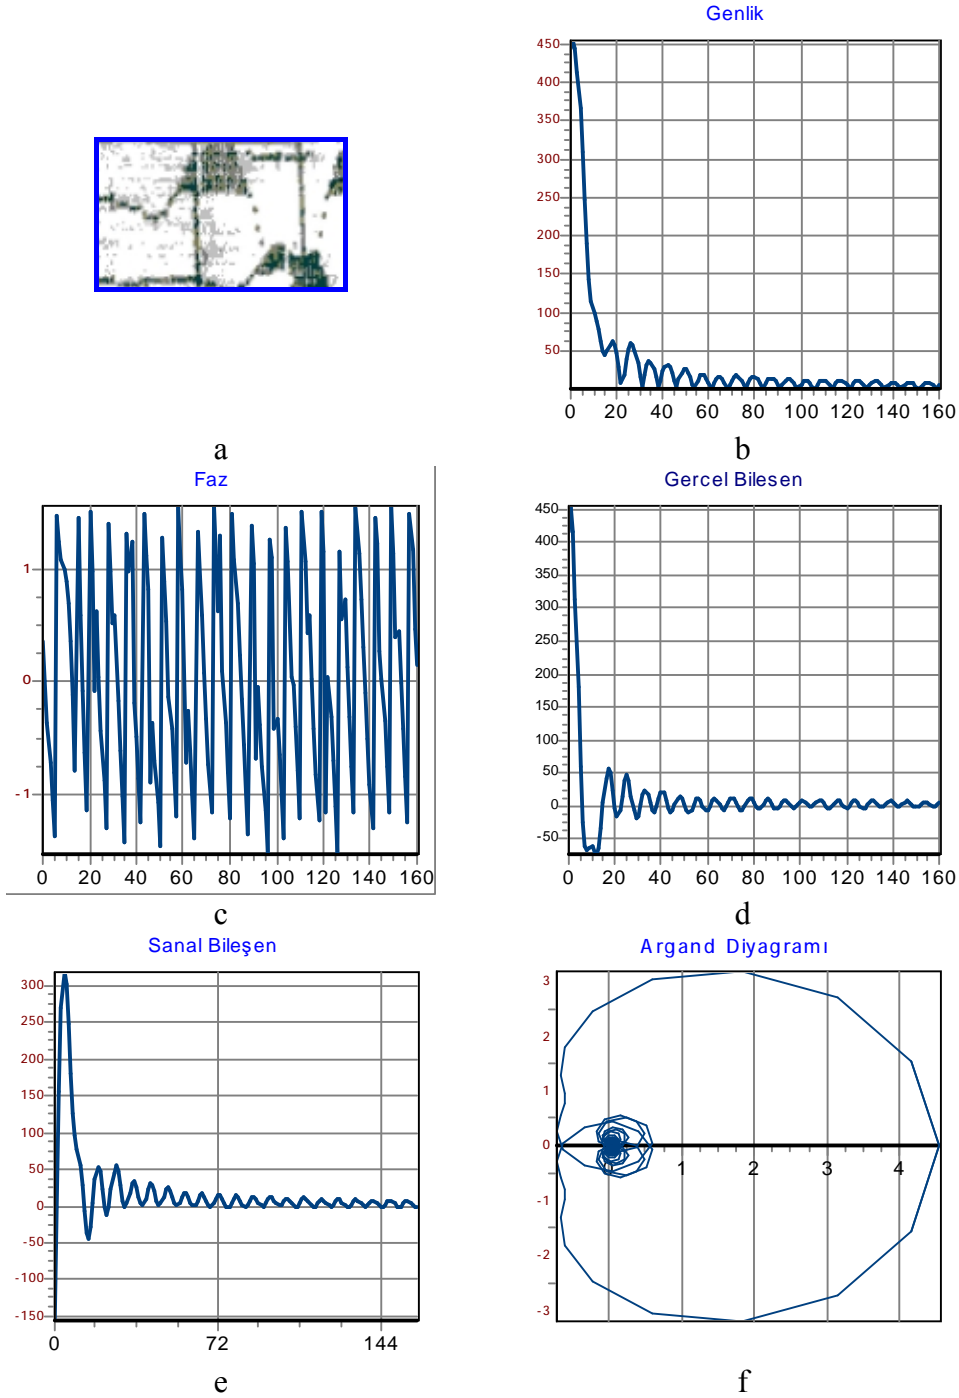 Genlik
450
400
350
300
250
200
150
100
50
0 20 40 60 80 100 120 140 160
a
b
Faz
1
0
-1
0 20 40 60 80 100 120 140 160
c
Gercel Bilesen
450
400
350
300
250
200
150
100
50
0
-50
0 20 40 60 80 100 120 140 160
d
Sanal Bileşen
300
250
200
150
100
50
0
-50
-100
-150
0 72 144
e
Argand Diyagramı
3
2
1
0
-1
-2
-3
1 2 3 4
f